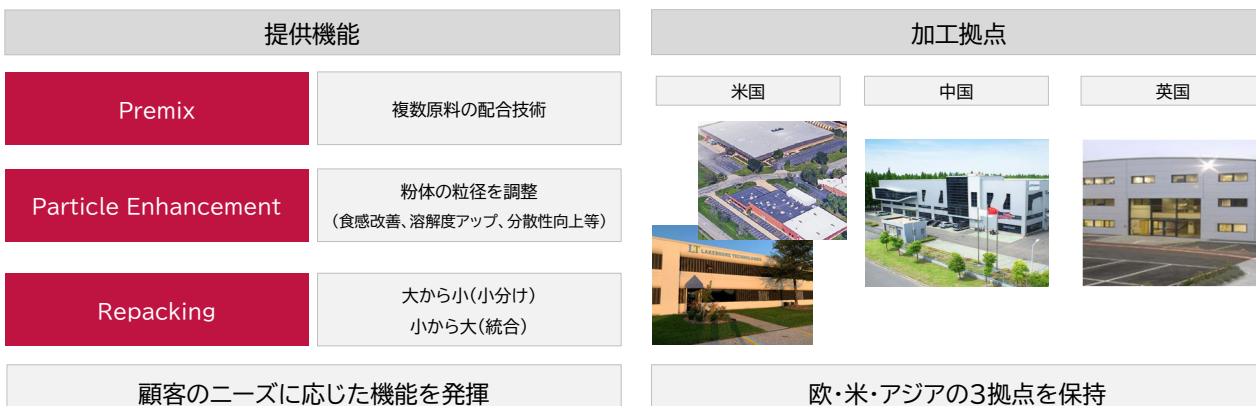 提供機能
Premix
複数原料の配合技術
Particle Enhancement
粉体の粒径を調整
(食感改善、溶解度アップ、分散性向上等)
Repacking
大から小(小分け)
小から大(統合)
顧客のニーズに応じた機能を発揮
加工拠点
米国
中国
英国
LT LAKESHORE TECHNOLOGIES
欧・米・アジアの3拠点を保持